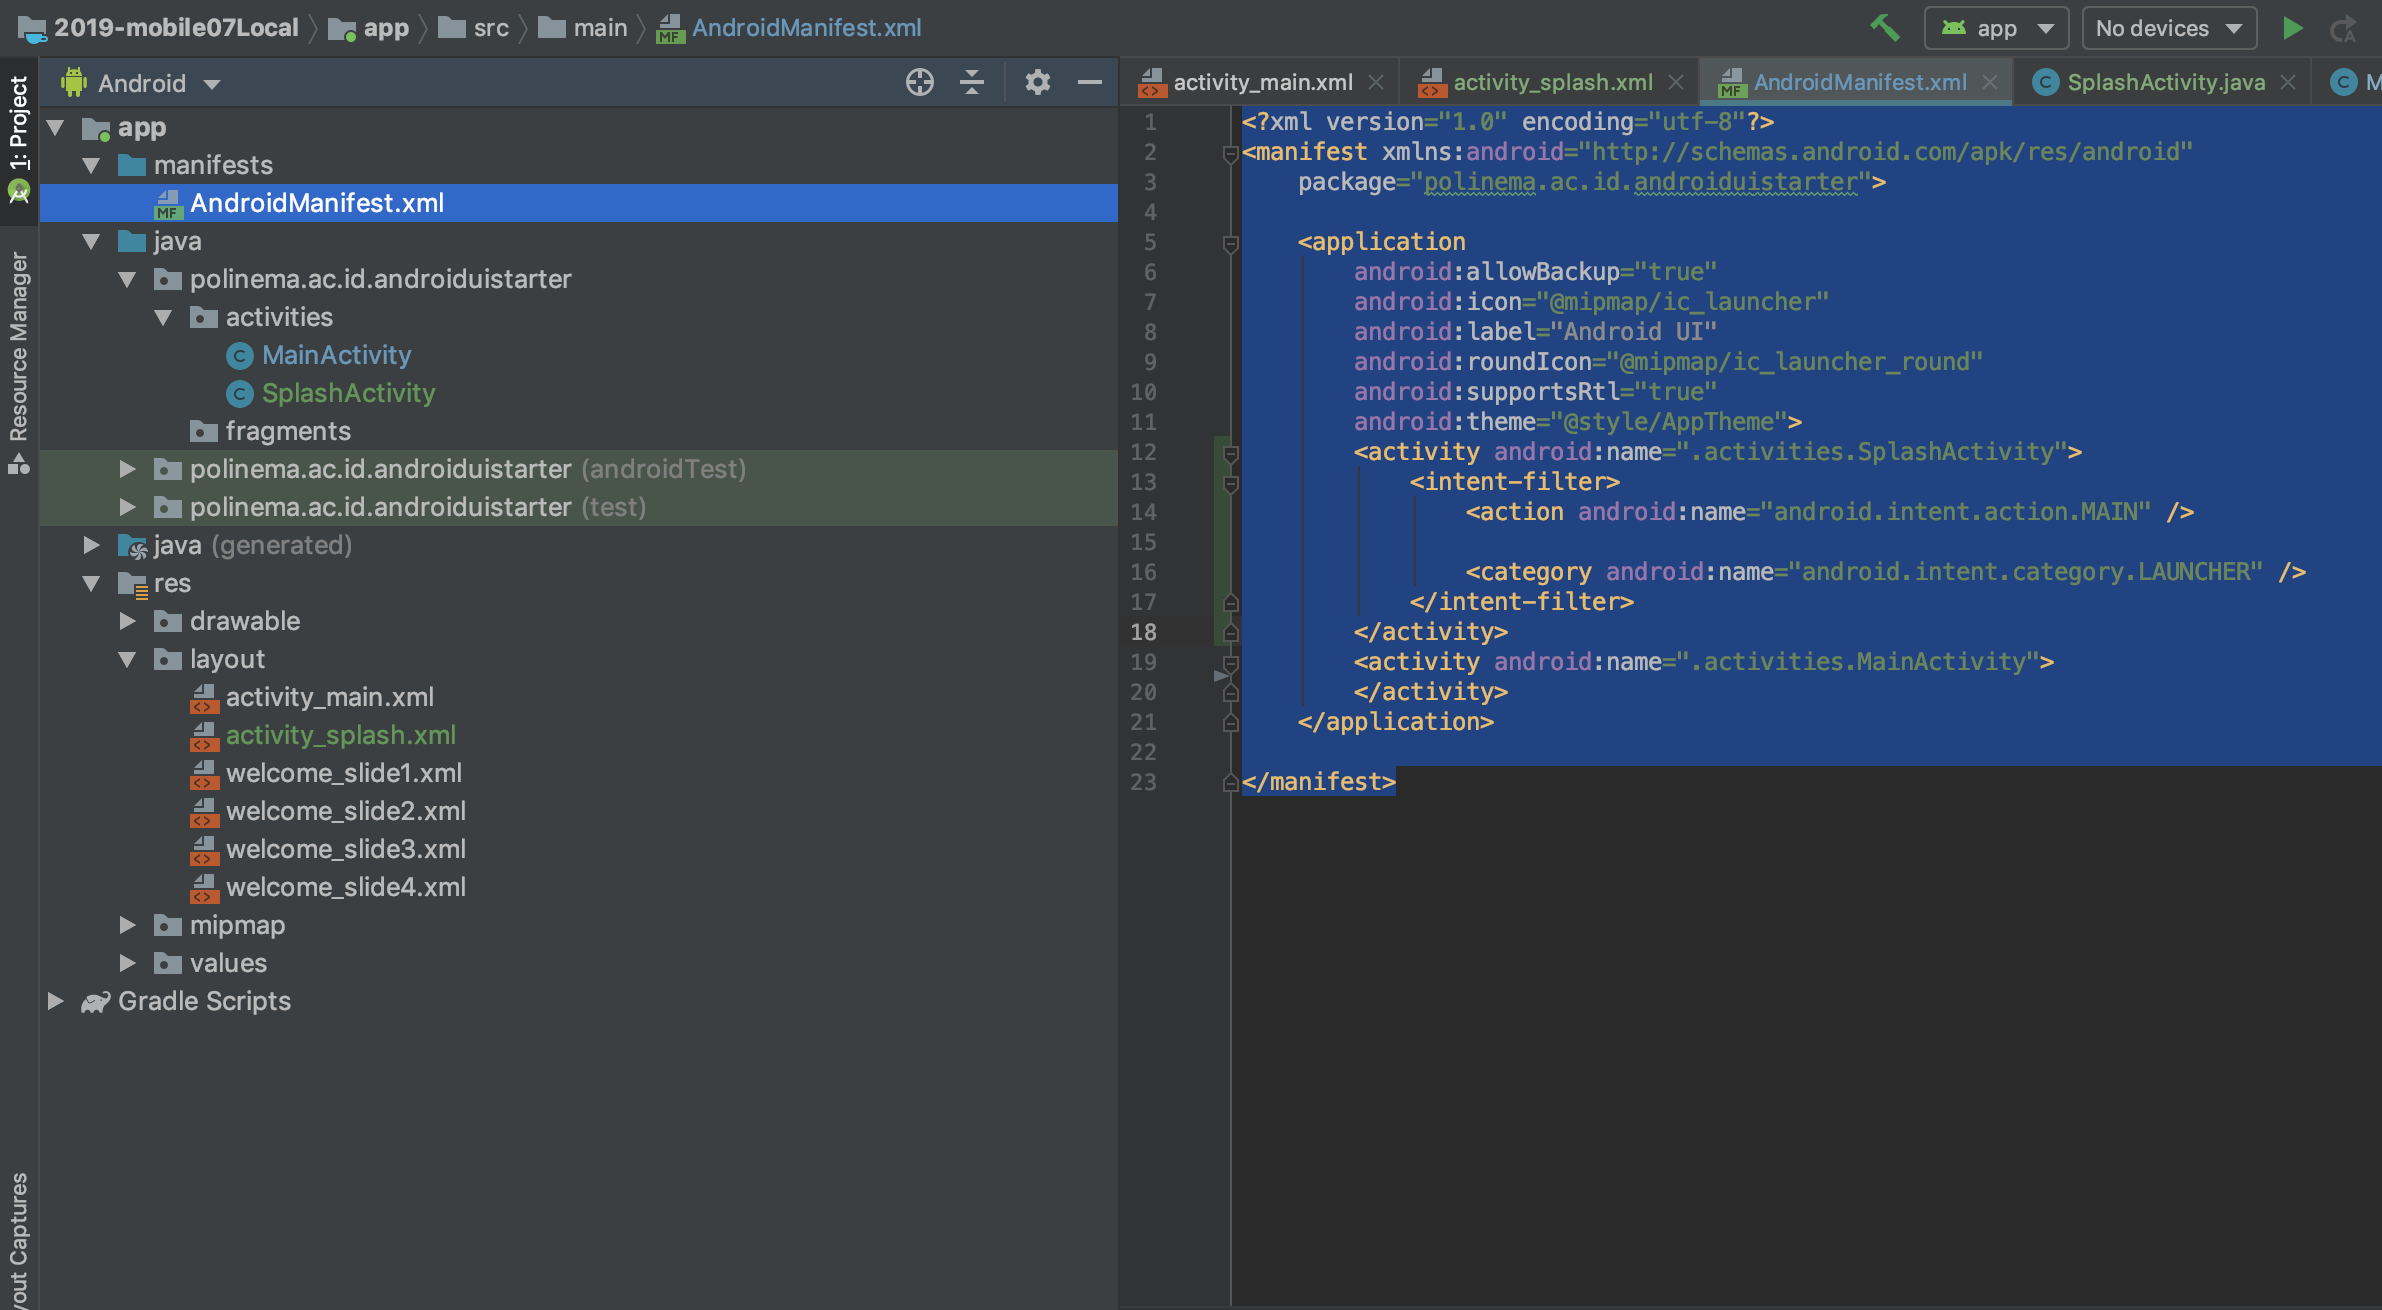 2019-mobile07Local app src main AndroidManifest.xml app No devices
1: Project
Resource Manager
yout Captures
Android
app
manifests
AndroidManifest.xml
java
polinema.ac.id.androiduistarter
activities
MainActivity
SplashActivity
fragments
polinema.ac.id.androiduistarter (androidTest)
polinema.ac.id.androiduistarter (test)
java (generated)
res
drawable
layout
activity_main.xml
activity_splash.xml
welcome_slide1.xml
welcome_slide2.xml
welcome_slide3.xml
welcome_slide4.xml
mipmap
values
Gradle Scripts
activity_main.xml activity_splash.xml AndroidManifest.xml SplashActivity.java M
1 <?xml version="1.0" encoding="utf-8"?>
2 <manifest xmlns:android="http://schemas.android.com/apk/res/android"
3 package="polinema.ac.id.androiduistarter">
4
5 <application
6 android:allowBackup="true"
7 android:icon="@mipmap/ic_launcher"
8 android:label="Android UI"
9 android:roundIcon="@mipmap/ic_launcher_round"
10 android:supportsRtl="true"
11 android:theme="@style/AppTheme">
12 <activity android:name=".activities.SplashActivity">
13 <intent-filter>
14 <action android:name="android.intent.action.MAIN" />
15
16 <category android:name="android.intent.category.LAUNCHER" />
17 </intent-filter>
18 </activity>
19 <activity android:name=".activities.MainActivity">
20 </activity>
21 </application>
22
23 </manifest>